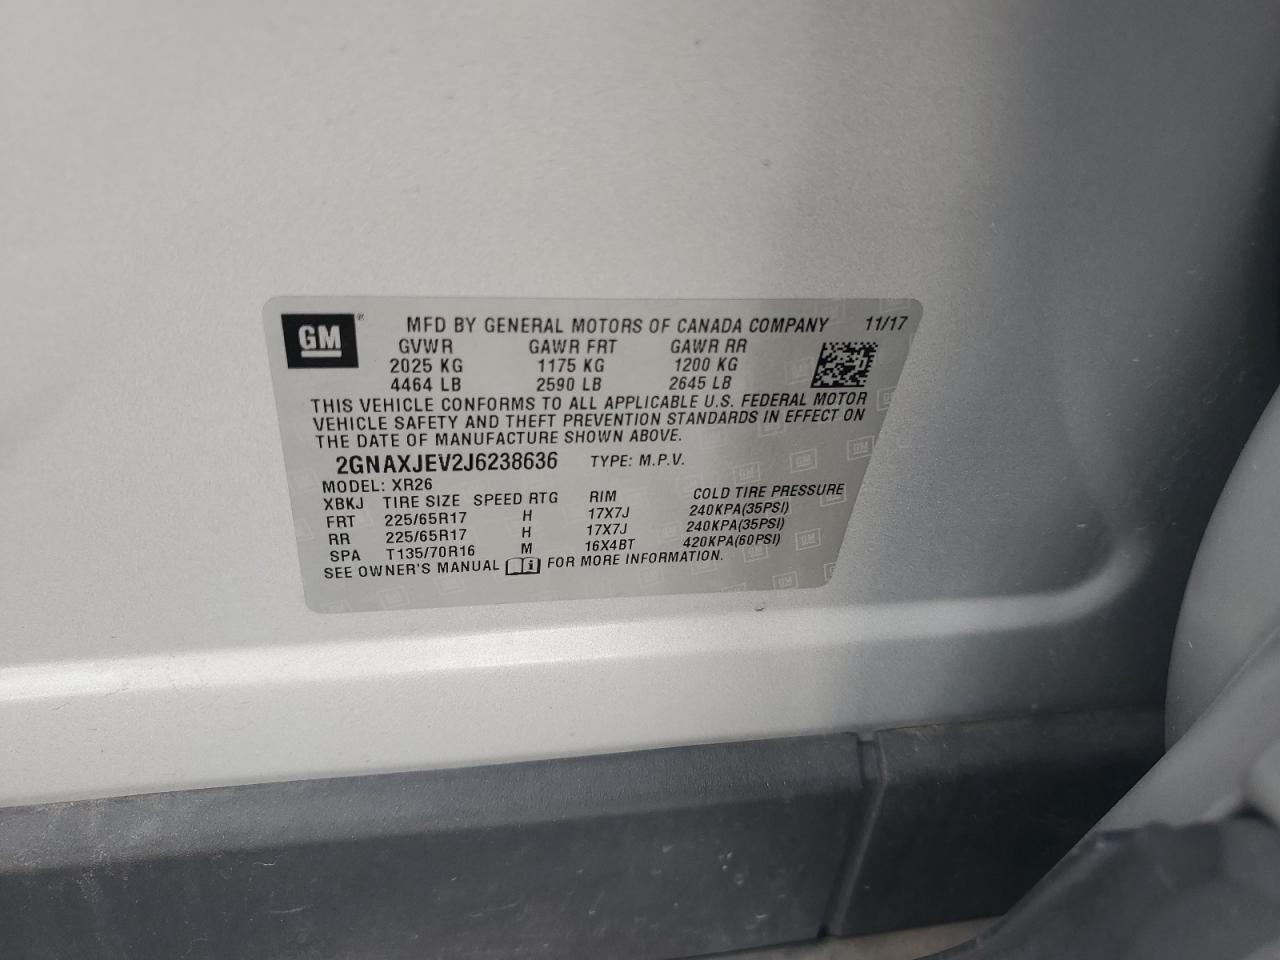 GM ® MFD BY GENERAL MOTORS OF CANADA COMPANY 11/17
GVWR GAWR FRT GAWR RR
2025 KG 1175 KG 1200 KG
4464 LB 2590 LB 2645 LB
THIS VEHICLE CONFORMS TO ALL APPLICABLE U.S. FEDERAL MOTOR
VEHICLE SAFETY AND THEFT PREVENTION STANDARDS IN EFFECT ON
THE DATE OF MANUFACTURE SHOWN ABOVE.
2GNAXJEV2J6238636 TYPE: M.P.V.
MODEL: XR26
XBKJ TIRE SIZE SPEED RTG RIM COLD TIRE PRESSURE
FRT 225/65R17 H 17X7J 240KPA(35PSI)
RR 225/65R17 H 17X7J 240KPA(35PSI)
SPA T135/70R16 M 16X4BT 420KPA(60PSI)
SEE OWNER'S MANUAL i FOR MORE INFORMATION.